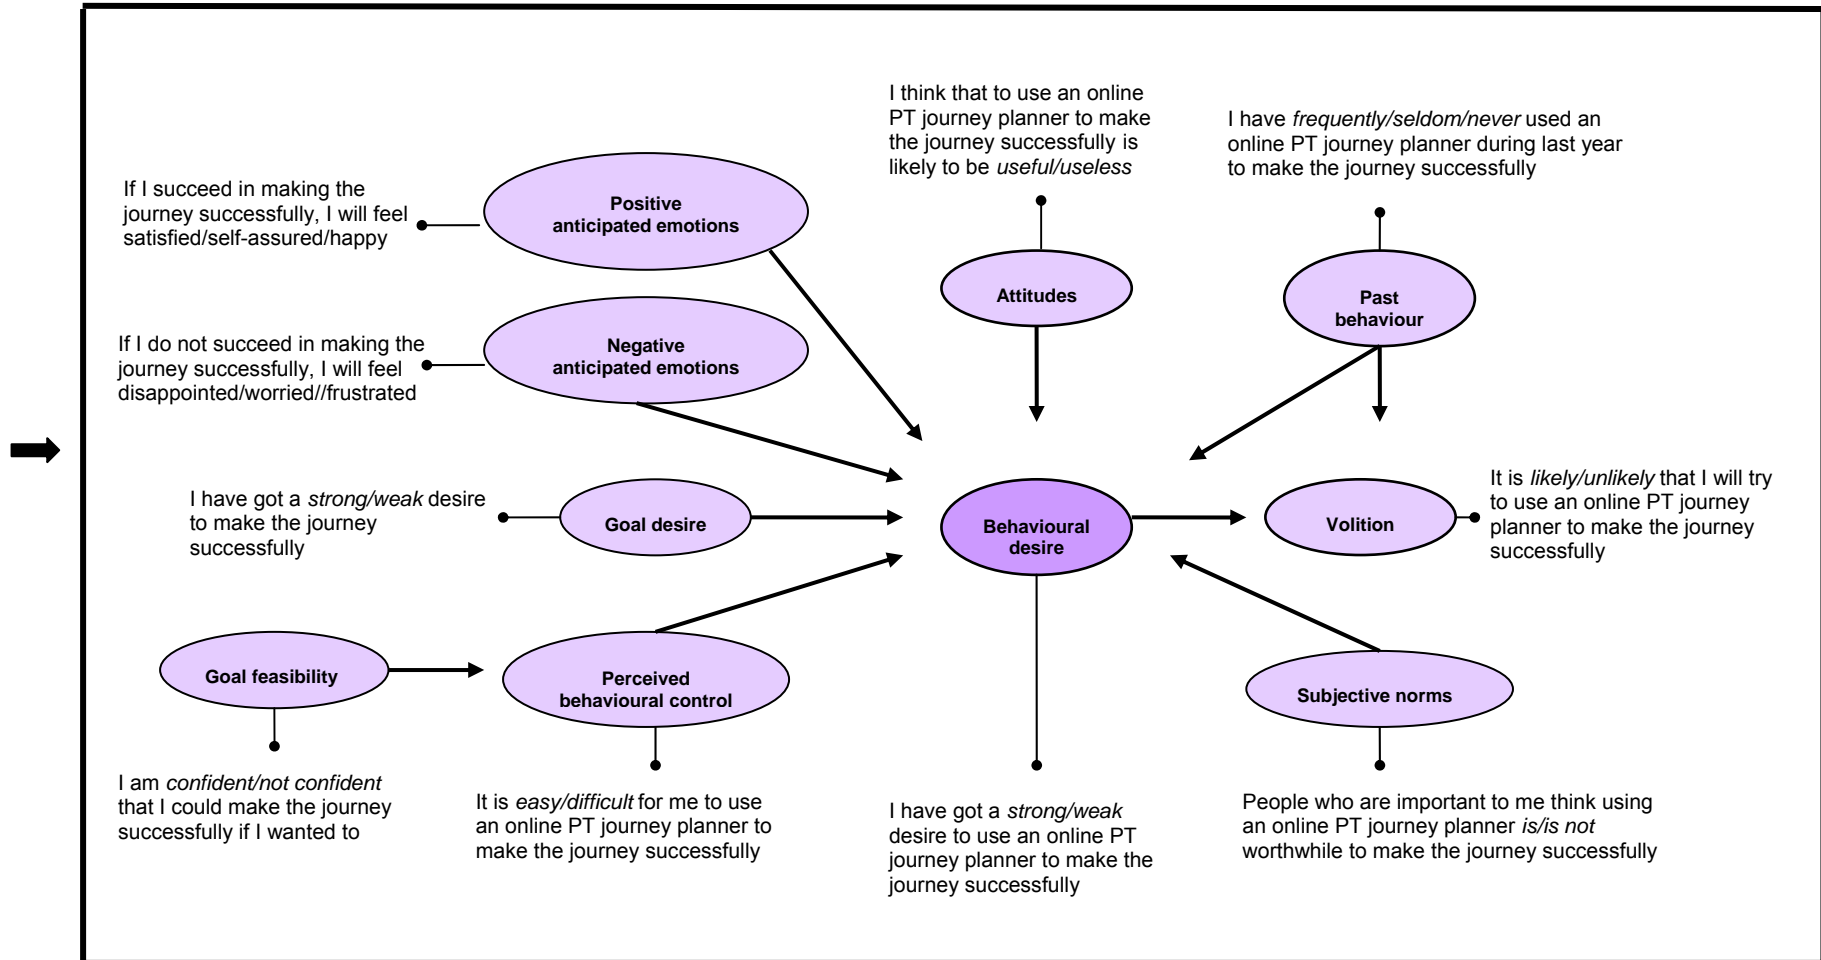 I think that to use an online
PT journey planner to make
the journey successfully is
likely to be useful/useless
I have frequently/seldom/never used an
online PT journey planner during last year
to make the journey successfully
If I succeed in making the
journey successfully, I will feel
satisfied/self-assured/happy
Positive
anticipated emotions
Attitudes
Past
behaviour
If I do not succeed in making the
journey successfully, I will feel
disappointed/worried//frustrated
Negative
anticipated emotions
I have got a strong/weak desire
to make the journey
successfully
Goal desire
Behavioural
desire
Volition
It is likely/unlikely that I will try
to use an online PT journey
planner to make the journey
successfully
Goal feasibility
Perceived
behavioural control
Subjective norms
I am confident/not confident
that I could make the journey
successfully if I wanted to
It is easy/difficult for me to use
an online PT journey planner to
make the journey successfully
I have got a strong/weak
desire to use an online PT
journey planner to make the
journey successfully
People who are important to me think using
an online PT journey planner is/is not
worthwhile to make the journey successfully